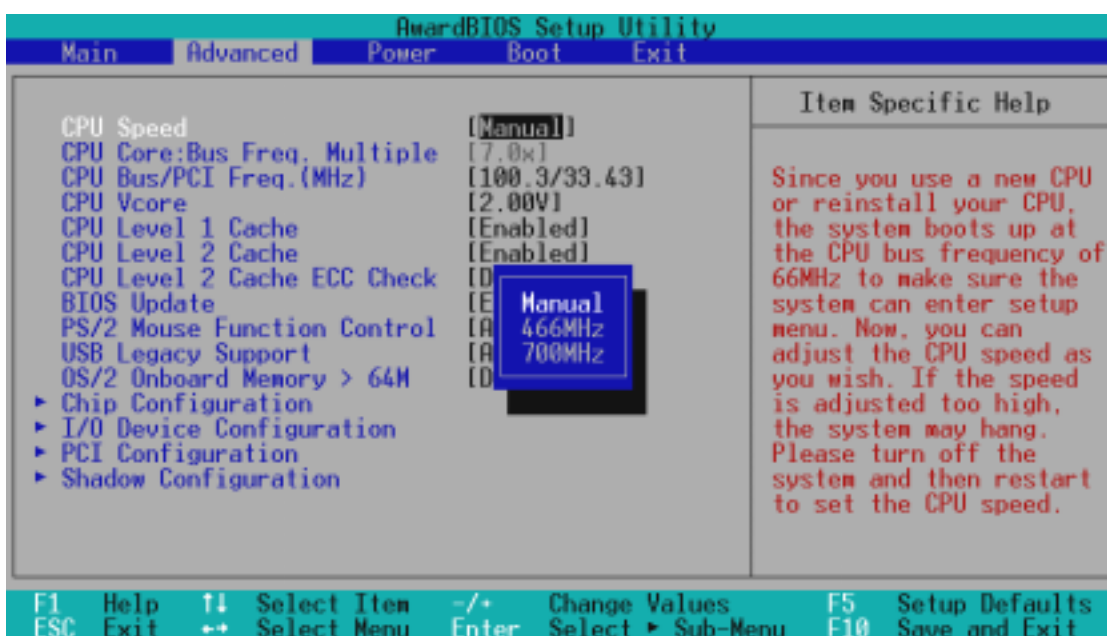 AwardBIOS Setup Utility
Main Advanced Power Boot Exit
Item Specific Help
CPU Speed [Manual]
CPU Core:Bus Freq. Multiple [7.0x]
CPU Bus/PCI Freq.(MHz) [100.3/33.43]
CPU Vcore [2.00V]
CPU Level 1 Cache [Enabled]
CPU Level 2 Cache [Enabled]
CPU Level 2 Cache ECC Check [D
BIOS Update [E
PS/2 Mouse Function Control [A
USB Legacy Support [A
OS/2 Onboard Memory > 64M [D
► Chip Configuration
► I/O Device Configuration
► PCI Configuration
► Shadow Configuration
Manual
466MHz
700MHz
Since you use a new CPU
or reinstall your CPU,
the system boots up at
the CPU bus frequency of
66MHz to make sure the
system can enter setup
menu. Now, you can
adjust the CPU speed as
you wish. If the speed
is adjusted too high,
the system may hang.
Please turn off the
system and then restart
to set the CPU speed.
F1 Help ↑↓ Select Item -/+ Change Values F5 Setup Defaults
ESC Exit ←→ Select Menu Enter Select ► Sub-Menu F10 Save and Exit